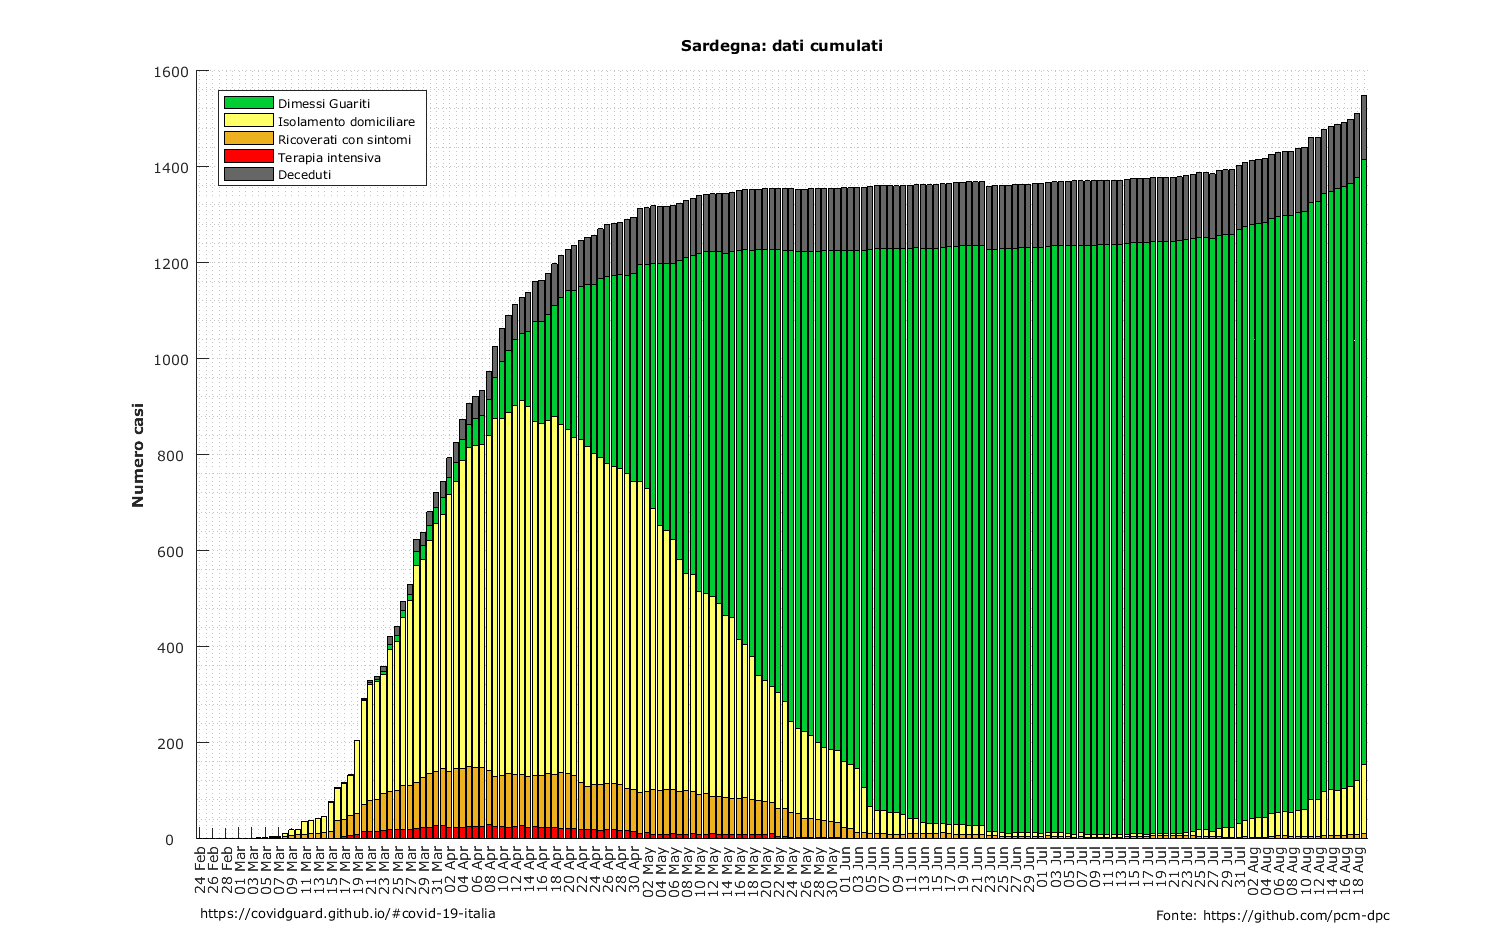 Sardegna: dati cumulati
1600
1400
1200
1000
800
600
400
200
0
Numero casi
Dimessi Guariti
Isolamento domiciliare
Ricoverati con sintomi
Terapia intensiva
Deceduti
24 Feb
26 Feb
28 Feb
01 Mar
03 Mar
05 Mar
07 Mar
09 Mar
11 Mar
13 Mar
15 Mar
17 Mar
19 Mar
21 Mar
23 Mar
25 Mar
27 Mar
29 Mar
31 Mar
02 Apr
04 Apr
06 Apr
08 Apr
10 Apr
12 Apr
14 Apr
16 Apr
18 Apr
20 Apr
22 Apr
24 Apr
26 Apr
28 Apr
30 Apr
02 May
04 May
06 May
08 May
10 May
12 May
14 May
16 May
18 May
20 May
22 May
24 May
26 May
28 May
30 May
01 Jun
03 Jun
05 Jun
07 Jun
09 Jun
11 Jun
13 Jun
15 Jun
17 Jun
19 Jun
21 Jun
23 Jun
25 Jun
27 Jun
29 Jun
01 Jul
03 Jul
05 Jul
07 Jul
09 Jul
11 Jul
13 Jul
15 Jul
17 Jul
19 Jul
21 Jul
23 Jul
25 Jul
27 Jul
29 Jul
31 Jul
02 Aug
04 Aug
06 Aug
08 Aug
10 Aug
12 Aug
14 Aug
16 Aug
18 Aug
https://covidguard.github.io/#covid-19-italia
Fonte: https://github.com/pcm-dpc